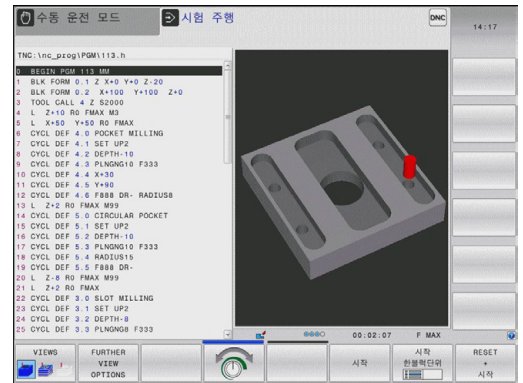 수동 운전 모드
시험 주행
DNC
14:17
TNC:\nc_prog\PGM\113.h
0 BEGIN PGM 113 MM
1 BLK FORM 0.1 Z X+0 Y+0 Z-20
2 BLK FORM 0.2 X+100 Y+100 Z+0
3 TOOL CALL 4 Z S2000
4 L Z+10 R0 FMAX M3
5 L X+50 Y+50 R0 FMAX
6 CYCL DEF 4.0 POCKET MILLING
7 CYCL DEF 4.1 SET UP2
8 CYCL DEF 4.2 DEPTH-10
9 CYCL DEF 4.3 PLNGNG10 F333
10 CYCL DEF 4.4 X+30
11 CYCL DEF 4.5 Y+90
12 CYCL DEF 4.6 F888 DR- RADIUS8
13 L Z+2 R0 FMAX M99
14 CYCL DEF 5.0 CIRCULAR POCKET
15 CYCL DEF 5.1 SET UP2
16 CYCL DEF 5.2 DEPTH-10
17 CYCL DEF 5.3 PLNGNG10 F333
18 CYCL DEF 5.4 RADIUS15
19 CYCL DEF 5.5 F888 DR-
20 L Z-8 R0 FMAX M99
21 L Z+2 R0 FMAX
22 CYCL DEF 3.0 SLOT MILLING
23 CYCL DEF 3.1 SET UP2
24 CYCL DEF 3.2 DEPTH-8
25 CYCL DEF 3.3 PLNGNG8 F333
00:02:07 F MAX
VIEWS
FURTHER
VIEW
OPTIONS
시작
시작
한블럭단위
RESET
+
시작